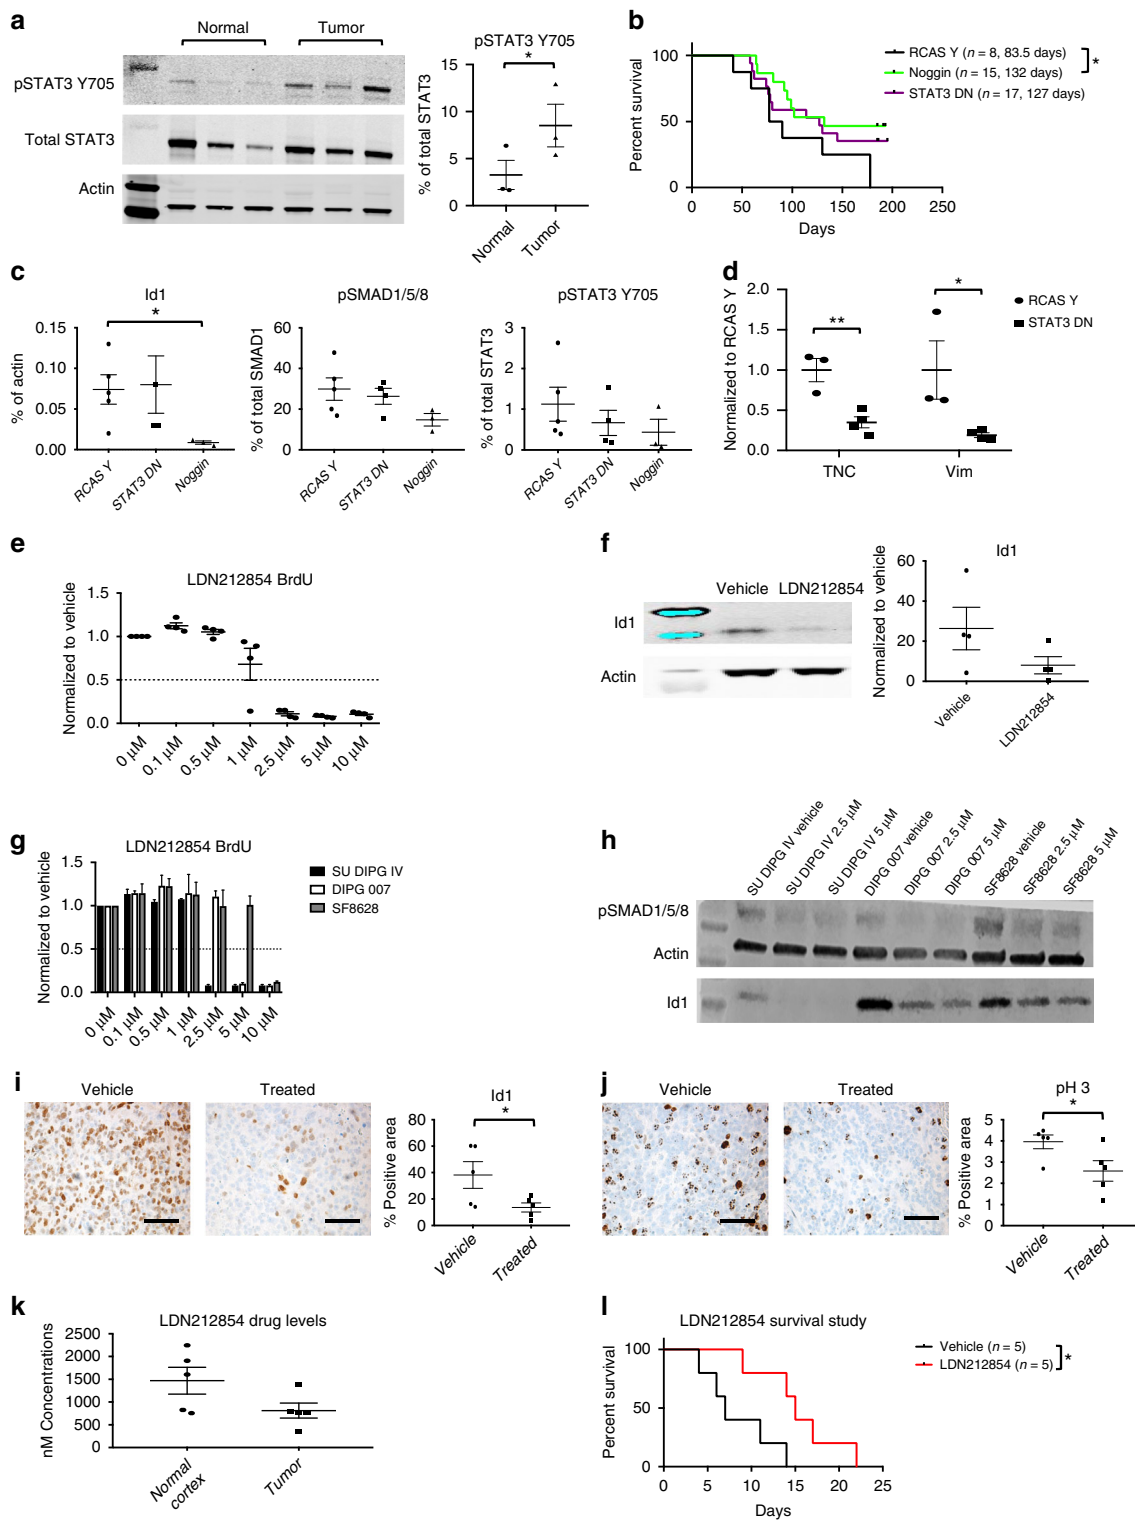 a
Normal
Tumor
pSTAT3 Y705
Total STAT3
Actin
pSTAT3 Y705
*
% of total STAT3
15
10
5
0
Normal
Tumor
b
Percent survival
100
50
0
0 50 100 150 200 250
Days
RCAS Y (n = 8, 83.5 days)
Noggin (n = 15, 132 days)
STAT3 DN (n = 17, 127 days)
*
c
Id1
*
% of actin
0.15
0.10
0.05
0.00
RCAS Y
STAT3 DN
Noggin
pSMAD1/5/8
% of total SMAD1
60
40
20
0
RCAS Y
STAT3 DN
Noggin
pSTAT3 Y705
% of total STAT3
3
2
1
0
RCAS Y
STAT3 DN
Noggin
d
Normalized to RCAS Y
2.0
1.5
1.0
0.5
0.0
**
*
TNC
Vim
RCAS Y
STAT3 DN
e
LDN212854 BrdU
Normalized to vehicle
1.5
1.0
0.5
0.0
0 µM
0.1 µM
0.5 µM
1 µM
2.5 µM
5 µM
10 µM
f
Vehicle LDN212854
Id1
Actin
Id1
Normalized to vehicle
60
40
20
0
Vehicle
LDN212854
g
LDN212854 BrdU
Normalized to vehicle
1.5
1.0
0.5
0.0
0 µM
0.1 µM
0.5 µM
1 µM
2.5 µM
5 µM
10 µM
SU DIPG IV
DIPG 007
SF8628
h
SU DIPG IV vehicle
SU DIPG IV 2.5 µM
SU DIPG IV 5 µM
DIPG 007 vehicle
DIPG 007 2.5 µM
DIPG 007 5 µM
SF8628 vehicle
SF8628 2.5 µM
SF8628 5 µM
pSMAD1/5/8
Actin
Id1
i
Vehicle
Treated
Id1
*
% Positive area
80
60
40
20
0
Vehicle
Treated
j
Vehicle
Treated
pH 3
*
% Positive area
5
4
3
2
1
0
Vehicle
Treated
k
LDN212854 drug levels
nM Concentrations
2500
2000
1500
1000
500
0
Normal
cortex
Tumor
l
LDN212854 survival study
Percent survival
100
50
0
0 5 10 15 20 25
Days
Vehicle (n = 5)
LDN212854 (n = 5)
*